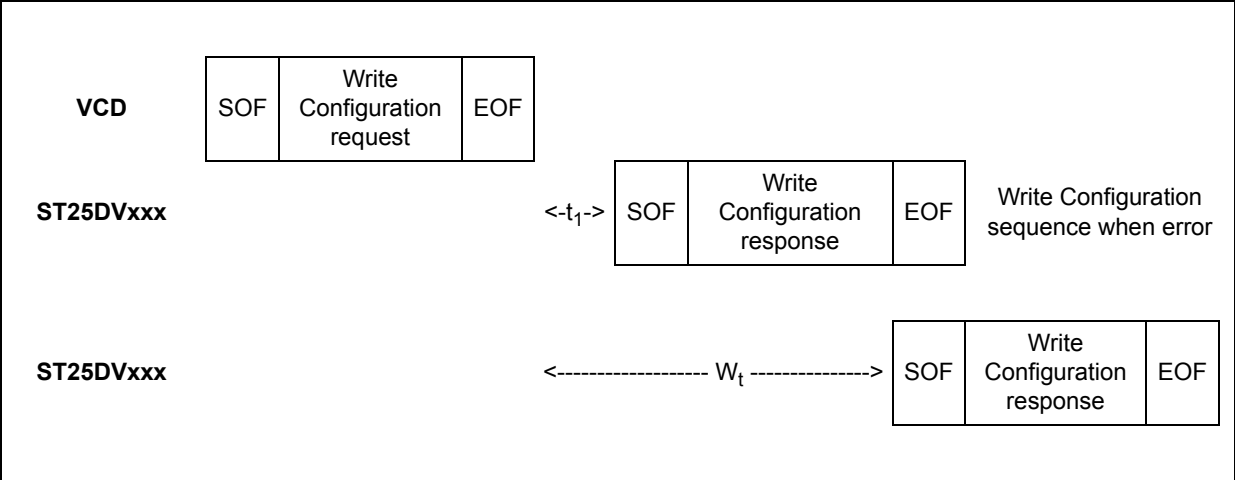 VCD
SOF
Write
Configuration
request
EOF
ST25DVxxx
<-t₁->
SOF
Write
Configuration
response
EOF
Write Configuration
sequence when error
ST25DVxxx
<------------------- Wₜ --------------->
SOF
Write
Configuration
response
EOF